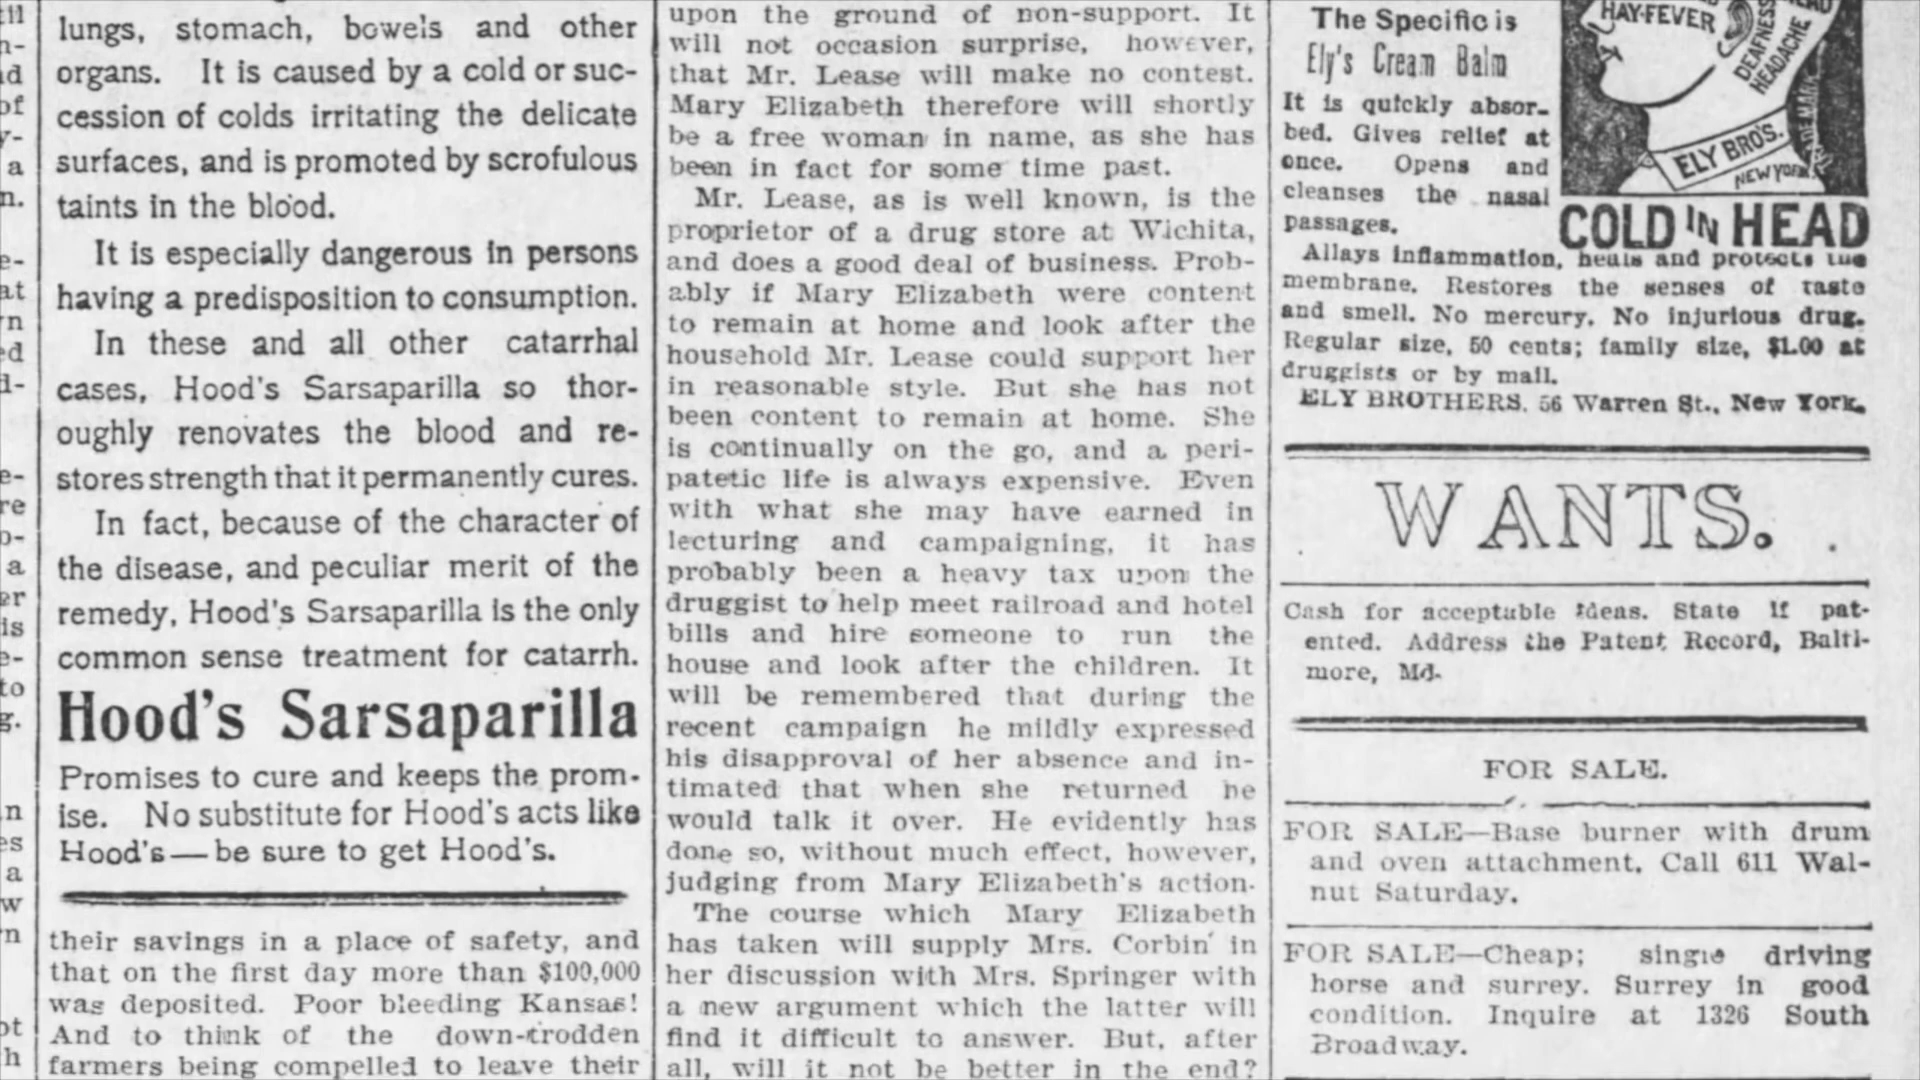 lungs, stomach, bowels and other
organs. It is caused by a cold or suc-
cession of colds irritating the delicate
surfaces, and is promoted by scrofulous
taints in the blood.
It is especially dangerous in persons
having a predisposition to consumption.
In these and all other catarrhal
cases, Hood's Sarsaparilla so thor-
oughly renovates the blood and re-
stores strength that it permanently cures.
In fact, because of the character of
the disease, and peculiar merit of the
remedy, Hood's Sarsaparilla is the only
common sense treatment for catarrh.
Hood's Sarsaparilla
Promises to cure and keeps the prom-
ise. No substitute for Hood's acts like
Hood's—be sure to get Hood's.
their savings in a place of safety, and
that on the first day more than $100,000
was deposited. Poor bleeding Kansas!
And to think of the down-trodden
farmers being compelled to leave their
upon the ground of non-support. It
will not occasion surprise, however,
that Mr. Lease will make no contest.
Mary Elizabeth therefore will shortly
be a free woman in name, as she has
been in fact for some time past.
Mr. Lease, as is well known, is the
proprietor of a drug store at Wichita,
and does a good deal of business. Prob-
ably if Mary Elizabeth were content
to remain at home and look after the
household Mr. Lease could support her
in reasonable style. But she has not
been content to remain at home. She
is continually on the go, and a peri-
patetic life is always expensive. Even
with what she may have earned in
lecturing and campaigning, it has
probably been a heavy tax upon the
druggist to help meet railroad and hotel
bills and hire someone to run the
house and look after the children. It
will be remembered that during the
recent campaign he mildly expressed
his disapproval of her absence and in-
timated that when she returned he
would talk it over. He evidently has
done so, without much effect, however,
judging from Mary Elizabeth's action.
The course which Mary Elizabeth
has taken will supply Mrs. Corbin in
her discussion with Mrs. Springer with
a new argument which the latter will
find it difficult to answer. But, after
all, will it not be better in the end?
The Specific is
Ely's Cream Balm
It is quickly absor-
bed. Gives relief at
once. Opens and
cleanses the nasal
passages.
HAY-FEVER
DEAFNESS
HEADACHE
ELY BRO'S.
NEW YORK
COLD IN HEAD
Allays inflammation, heals and protects the
membrane. Restores the senses of taste
and smell. No mercury. No injurious drug.
Regular size, 50 cents; family size, $1.00 at
druggists or by mail.
ELY BROTHERS. 56 Warren St., New York.
WANTS.
Cash for acceptable ideas. State if pat-
ented. Address the Patent Record, Balti-
more, Md.
FOR SALE.
FOR SALE—Base burner with drum
and oven attachment. Call 611 Wal-
nut Saturday.
FOR SALE—Cheap; single driving
horse and surrey. Surrey in good
condition. Inquire at 1326 South
Broadway.